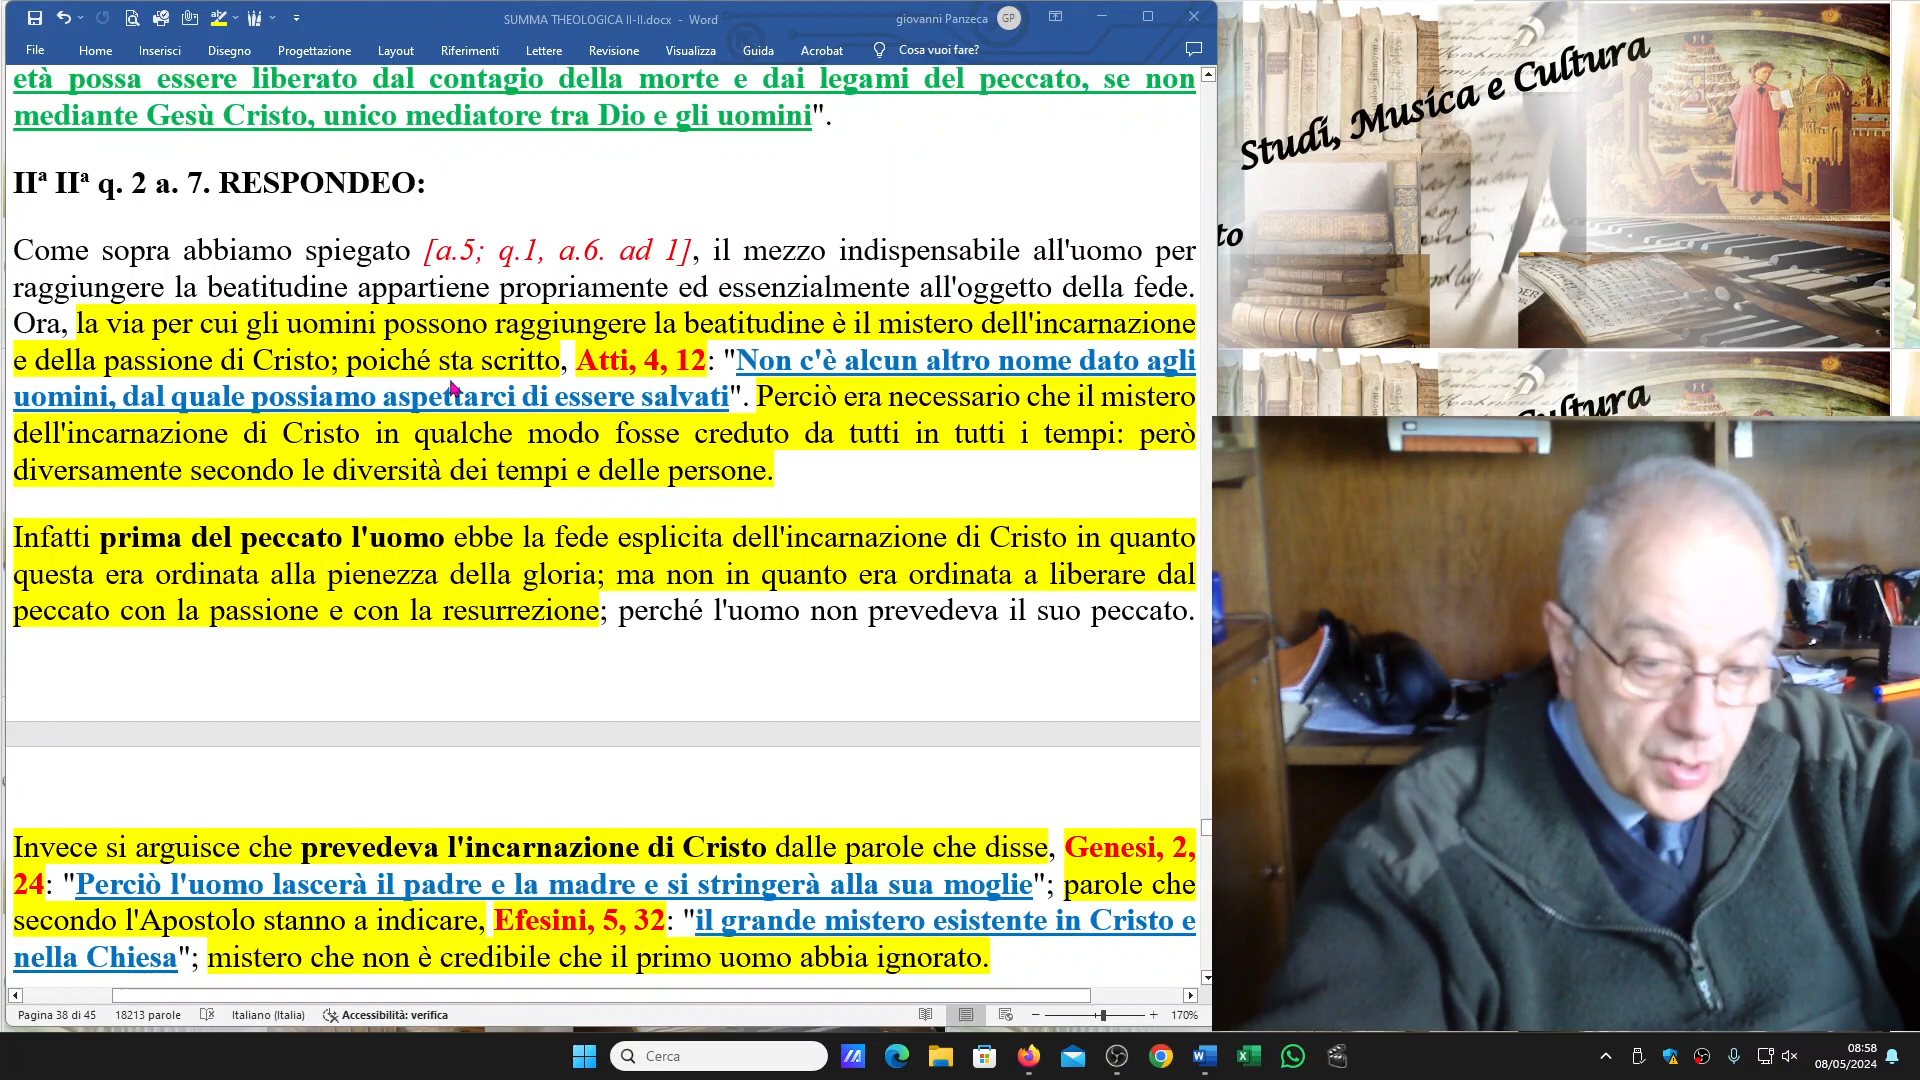 SUMMA THEOLOGICA II-II.docx - Word
giovanni Panzeca
GP
File Home Inserisci Disegno Progettazione Layout Riferimenti Lettere Revisione Visualizza Guida Acrobat Cosa vuoi fare?
età possa essere liberato dal contagio della morte e dai legami del peccato, se non
mediante Gesù Cristo, unico mediatore tra Dio e gli uomini".
IIª IIª q. 2 a. 7. RESPONDEO:
Come sopra abbiamo spiegato [a.5; q.1, a.6. ad 1], il mezzo indispensabile all'uomo per
raggiungere la beatitudine appartiene propriamente ed essenzialmente all'oggetto della fede.
Ora, la via per cui gli uomini possono raggiungere la beatitudine è il mistero dell'incarnazione
e della passione di Cristo; poiché sta scritto, Atti, 4, 12: "Non c'è alcun altro nome dato agli
uomini, dal quale possiamo aspettarci di essere salvati". Perciò era necessario che il mistero
dell'incarnazione di Cristo in qualche modo fosse creduto da tutti in tutti i tempi: però
diversamente secondo le diversità dei tempi e delle persone.
Infatti prima del peccato l'uomo ebbe la fede esplicita dell'incarnazione di Cristo in quanto
questa era ordinata alla pienezza della gloria; ma non in quanto era ordinata a liberare dal
peccato con la passione e con la resurrezione; perché l'uomo non prevedeva il suo peccato.
Invece si arguisce che prevedeva l'incarnazione di Cristo dalle parole che disse, Genesi, 2,
24: "Perciò l'uomo lascerà il padre e la madre e si stringerà alla sua moglie"; parole che
secondo l'Apostolo stanno a indicare, Efesini, 5, 32: "il grande mistero esistente in Cristo e
nella Chiesa"; mistero che non è credibile che il primo uomo abbia ignorato.
Pagina 38 di 45 18213 parole Italiano (Italia) Accessibilità: verifica
170%
Studi, Musica e Cultura
to
Cultura
Cerca
08:58
08/05/2024